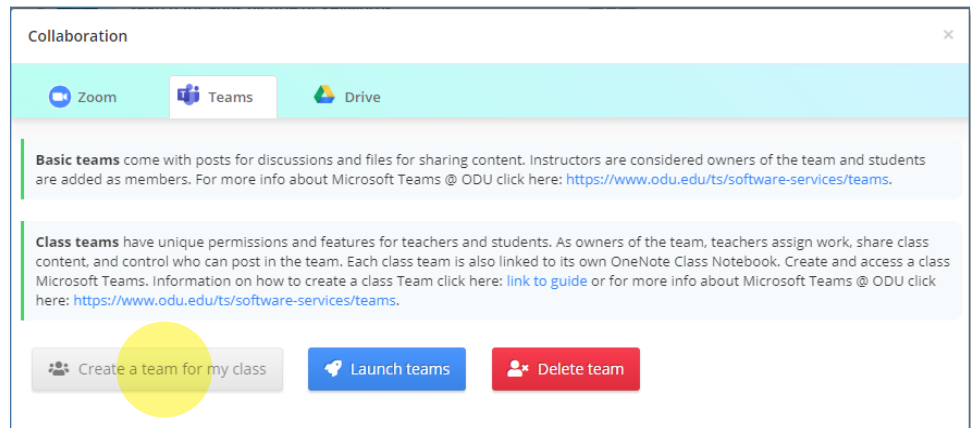 Collaboration
×
Zoom
Teams
Drive
Basic teams come with posts for discussions and files for sharing content. Instructors are considered owners of the team and students
are added as members. For more info about Microsoft Teams @ ODU click here: https://www.odu.edu/ts/software-services/teams.
Class teams have unique permissions and features for teachers and students. As owners of the team, teachers assign work, share class
content, and control who can post in the team. Each class team is also linked to its own OneNote Class Notebook. Create and access a class
Microsoft Teams. Information on how to create a class Team click here: link to guide or for more info about Microsoft Teams @ ODU click
here: https://www.odu.edu/ts/software-services/teams.
Create a team for my class
Launch teams
Delete team